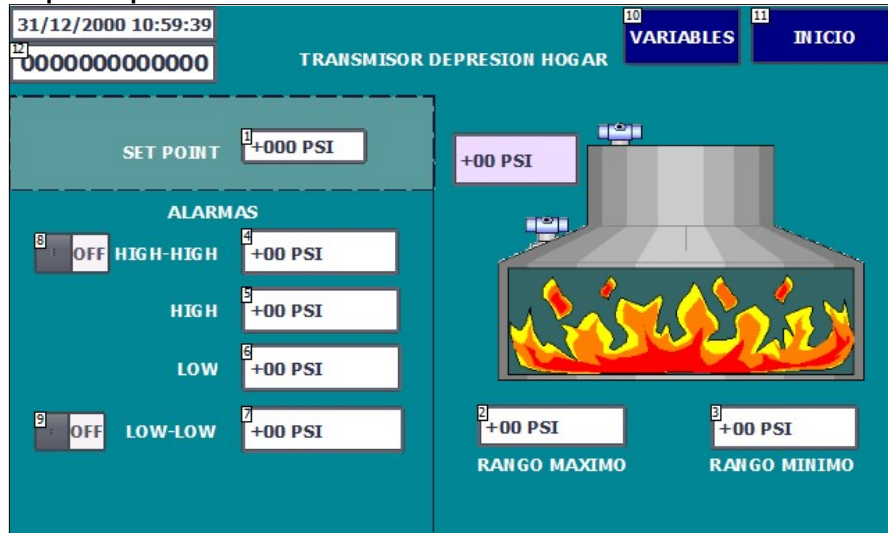 31/12/2000 10:59:39
12
0000000000000
TRANSMISOR DEPRESION HOGAR
10
VARIABLES
11
INICIO
SET POINT
1
+000 PSI
+00 PSI
ALARMAS
8
OFF
HIGH-HIGH
4
+00 PSI
HIGH
5
+00 PSI
LOW
6
+00 PSI
9
OFF
LOW-LOW
7
+00 PSI
2
+00 PSI
RANGO MAXIMO
3
+00 PSI
RANGO MINIMO